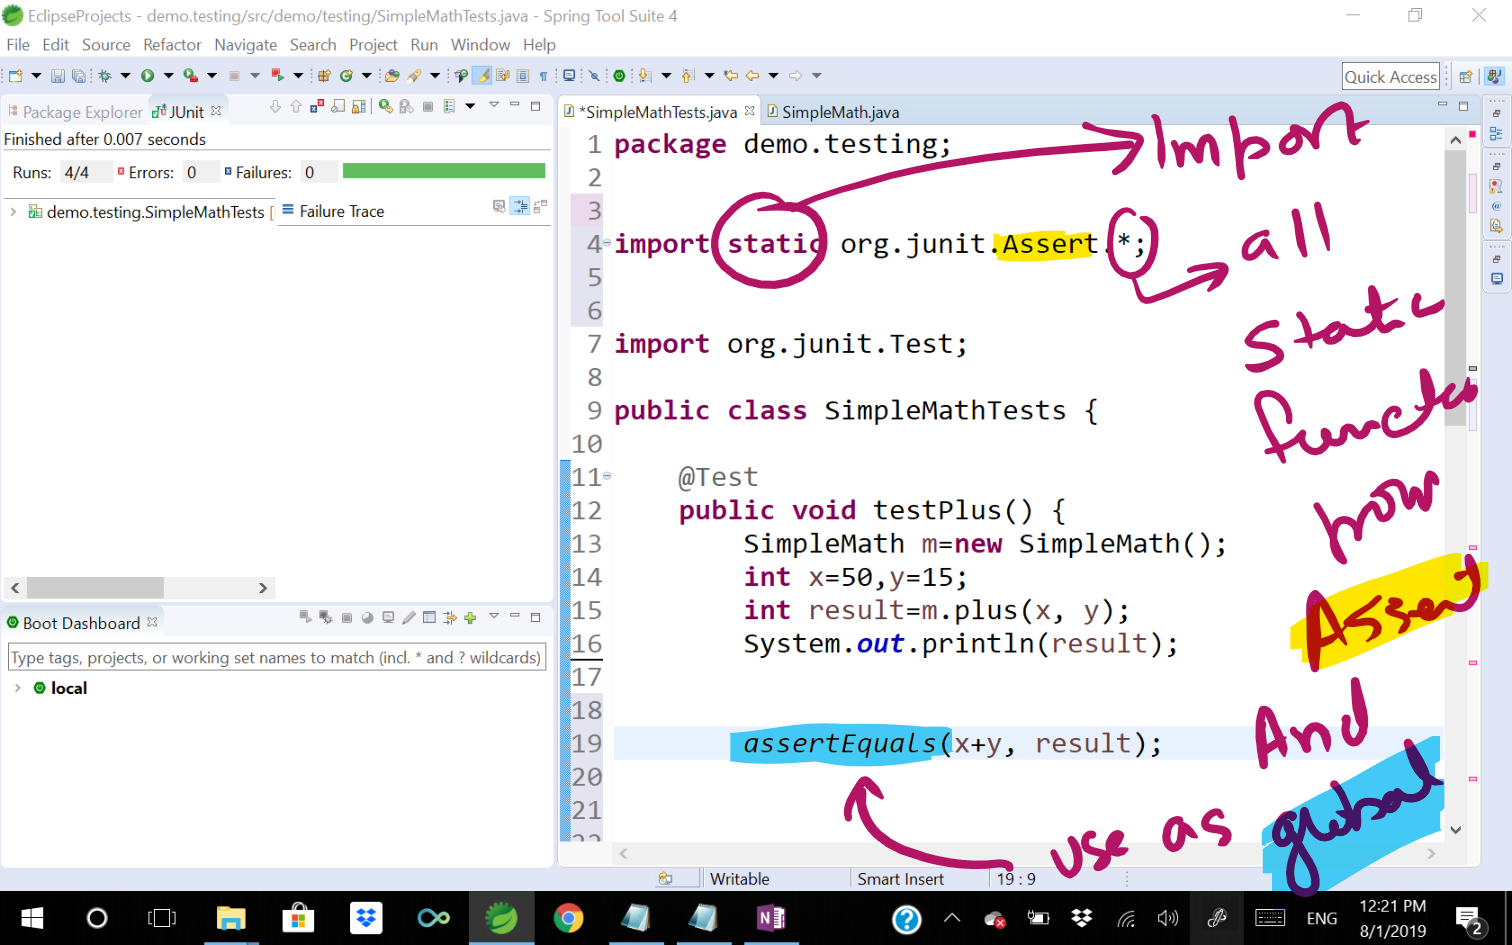 EclipseProjects - demo.testing/src/demo/testing/SimpleMathTests.java - Spring Tool Suite 4
File Edit Source Refactor Navigate Search Project Run Window Help
Quick Access
Package Explorer JUnit
Finished after 0.007 seconds
Runs: 4/4 Errors: 0 Failures: 0
demo.testing.SimpleMathTests [
Failure Trace
Boot Dashboard
Type tags, projects, or working set names to match (incl. * and ? wildcards)
local
*SimpleMathTests.java SimpleMath.java
1 package demo.testing;
2
3
4 import static org.junit.Assert.*;
5
6
7 import org.junit.Test;
8
9 public class SimpleMathTests {
10
11 @Test
12 public void testPlus() {
13 SimpleMath m=new SimpleMath();
14 int x=50,y=15;
15 int result=m.plus(x, y);
16 System.out.println(result);
17
18
19 assertEquals(x+y, result);
20
21
22
Import
all
static
from
Assert
And
use as global
Writable Smart Insert 19 : 9
ENG
12:21 PM
8/1/2019
2